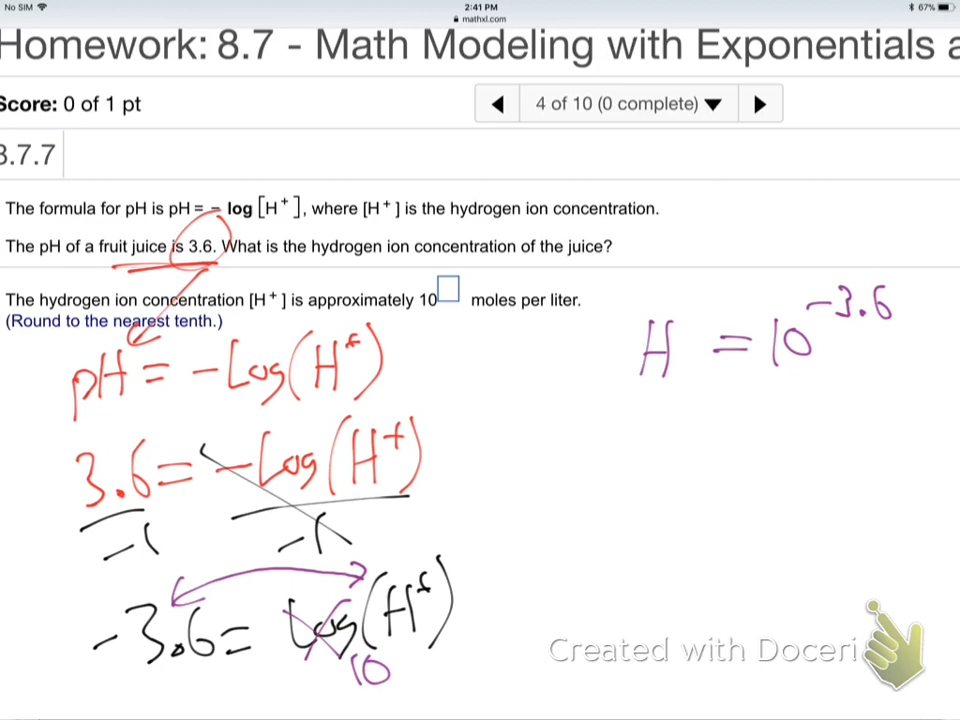 No SIM 2:41 PM 67%
mathxl.com
Homework: 8.7 - Math Modeling with Exponentials a
Score: 0 of 1 pt
4 of 10 (0 complete)
8.7.7
The formula for pH is pH = − log [H⁺], where [H⁺] is the hydrogen ion concentration.
The pH of a fruit juice is 3.6. What is the hydrogen ion concentration of the juice?
The hydrogen ion concentration [H⁺] is approximately 10 moles per liter.
(Round to the nearest tenth.)
H = 10^-3.6
pH = -Log(H⁺)
3.6 = -Log(H⁺)
-1 -1
-3.6 = Log(H⁺)
10
Created with Doceri